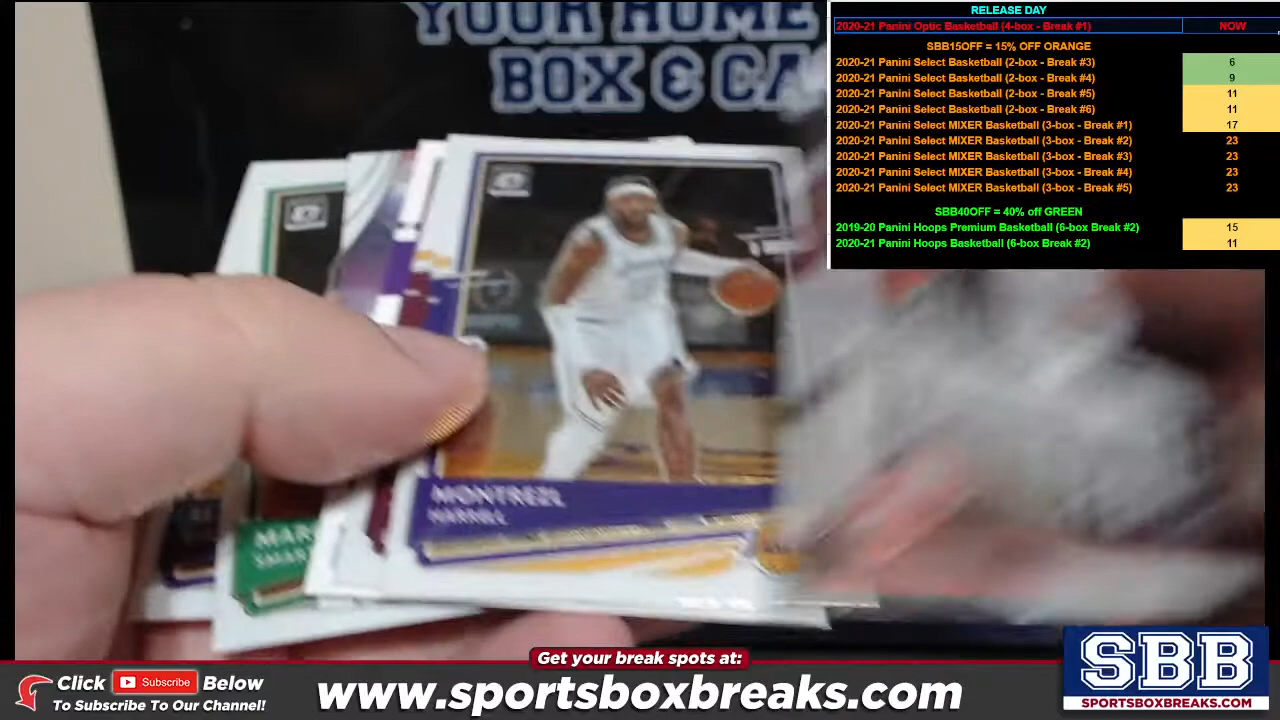 YOUR HOME
BOX & CA
RELEASE DAY
2020-21 Panini Optic Basketball (4-box - Break #1) NOW
SBB15OFF = 15% OFF ORANGE
2020-21 Panini Select Basketball (2-box - Break #3) 6
2020-21 Panini Select Basketball (2-box - Break #4) 9
2020-21 Panini Select Basketball (2-box - Break #5) 11
2020-21 Panini Select Basketball (2-box - Break #6) 11
2020-21 Panini Select MIXER Basketball (3-box - Break #1) 17
2020-21 Panini Select MIXER Basketball (3-box - Break #2) 23
2020-21 Panini Select MIXER Basketball (3-box - Break #3) 23
2020-21 Panini Select MIXER Basketball (3-box - Break #4) 23
2020-21 Panini Select MIXER Basketball (3-box - Break #5) 23
SBB40OFF = 40% off GREEN
2019-20 Panini Hoops Premium Basketball (6-box Break #2) 15
2020-21 Panini Hoops Basketball (6-box Break #2) 11
MONTREZL
HARRELL
MAR
SMAR
Get your break spots at:
Click Subscribe Below
To Subscribe To Our Channel!
www.sportsboxbreaks.com
SBB
SPORTSBOXBREAKS.COM